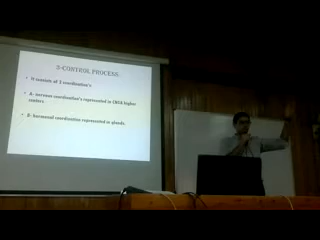 3-CONTROL PROCESS
It consists of 2 coordination's
A- nervous coordination's represented in CNS& higher
centers
B- hormonal coordination represented in glands